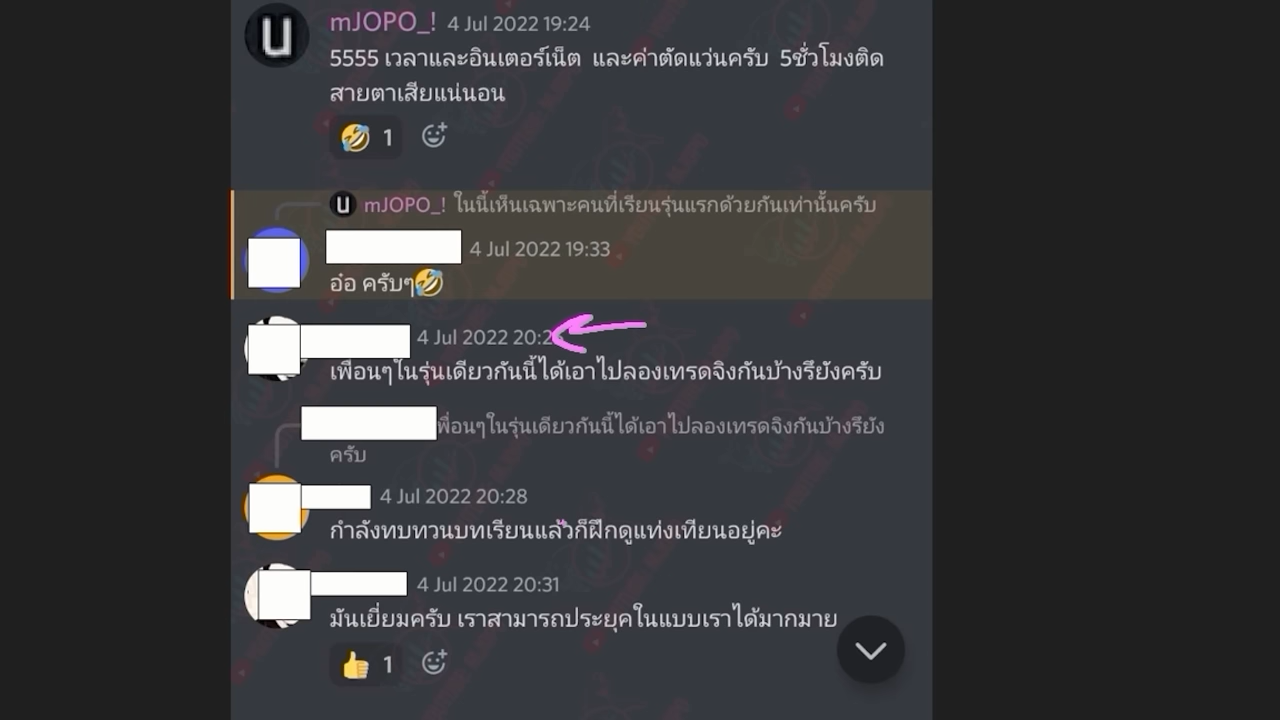 mJOPO_! 4 Jul 2022 19:24
5555 เวลาและอินเตอร์เน็ต และค่าตัดแว่นครับ 5ชั่วโมงติด
สายตาเสียแน่นอน
1
mJOPO_! ในนี้เห็นเฉพาะคนที่เรียนรุ่นแรกด้วยกันเท่านั้นครับ
4 Jul 2022 19:33
อ๋อ ครับๆ
4 Jul 2022
เพื่อนๆในรุ่นเดียวกันนี้ได้เอาไปลองเทรดจิงกันบ้างรึยังครับ
พื่อนๆในรุ่นเดียวกันนี้ได้เอาไปลองเทรดจิงกันบ้างรึยัง
ครับ
4 Jul 2022 20:28
กำลังทบทวนบทเรียนแล้วก็ฝึกดูแท่งเทียนอยู่คะ
4 Jul 2022 20:31
มันเยี่ยมครับ เราสามารถประยุคในแบบเราได้มากมาย
1